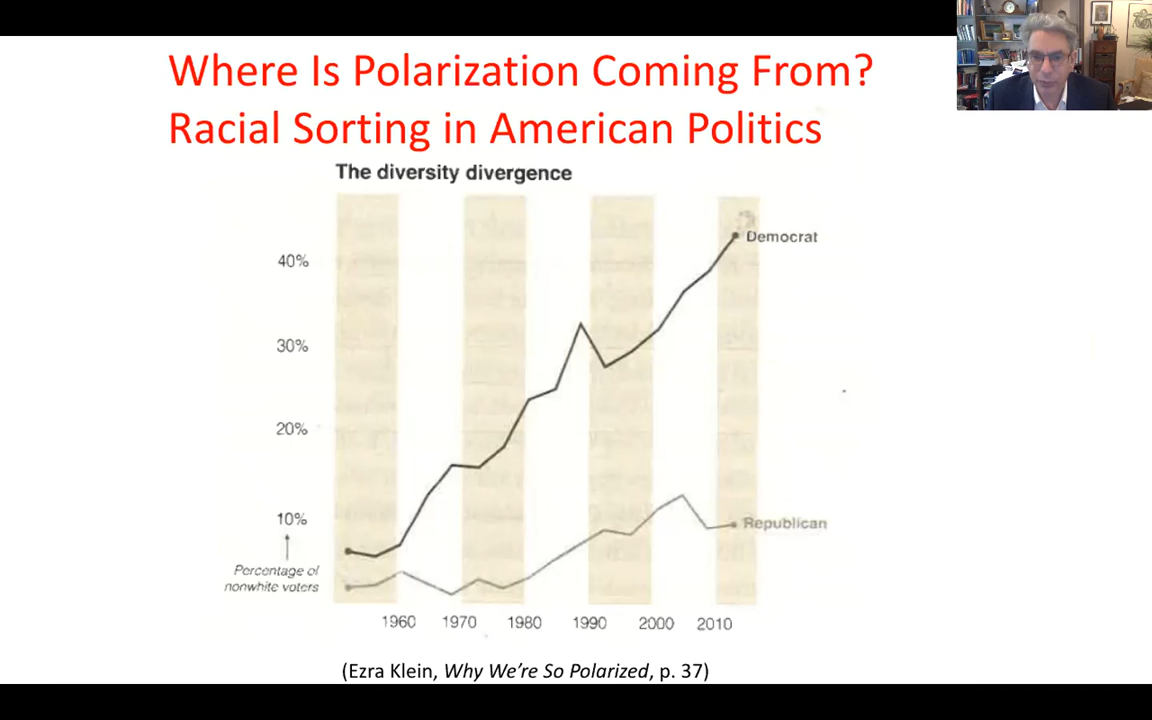 Where Is Polarization Coming From?
Racial Sorting in American Politics
The diversity divergence
Democrat
40%
30%
20%
10%
Republican
Percentage of
nonwhite voters
1960 1970 1980 1990 2000 2010
(Ezra Klein, Why We're So Polarized, p. 37)